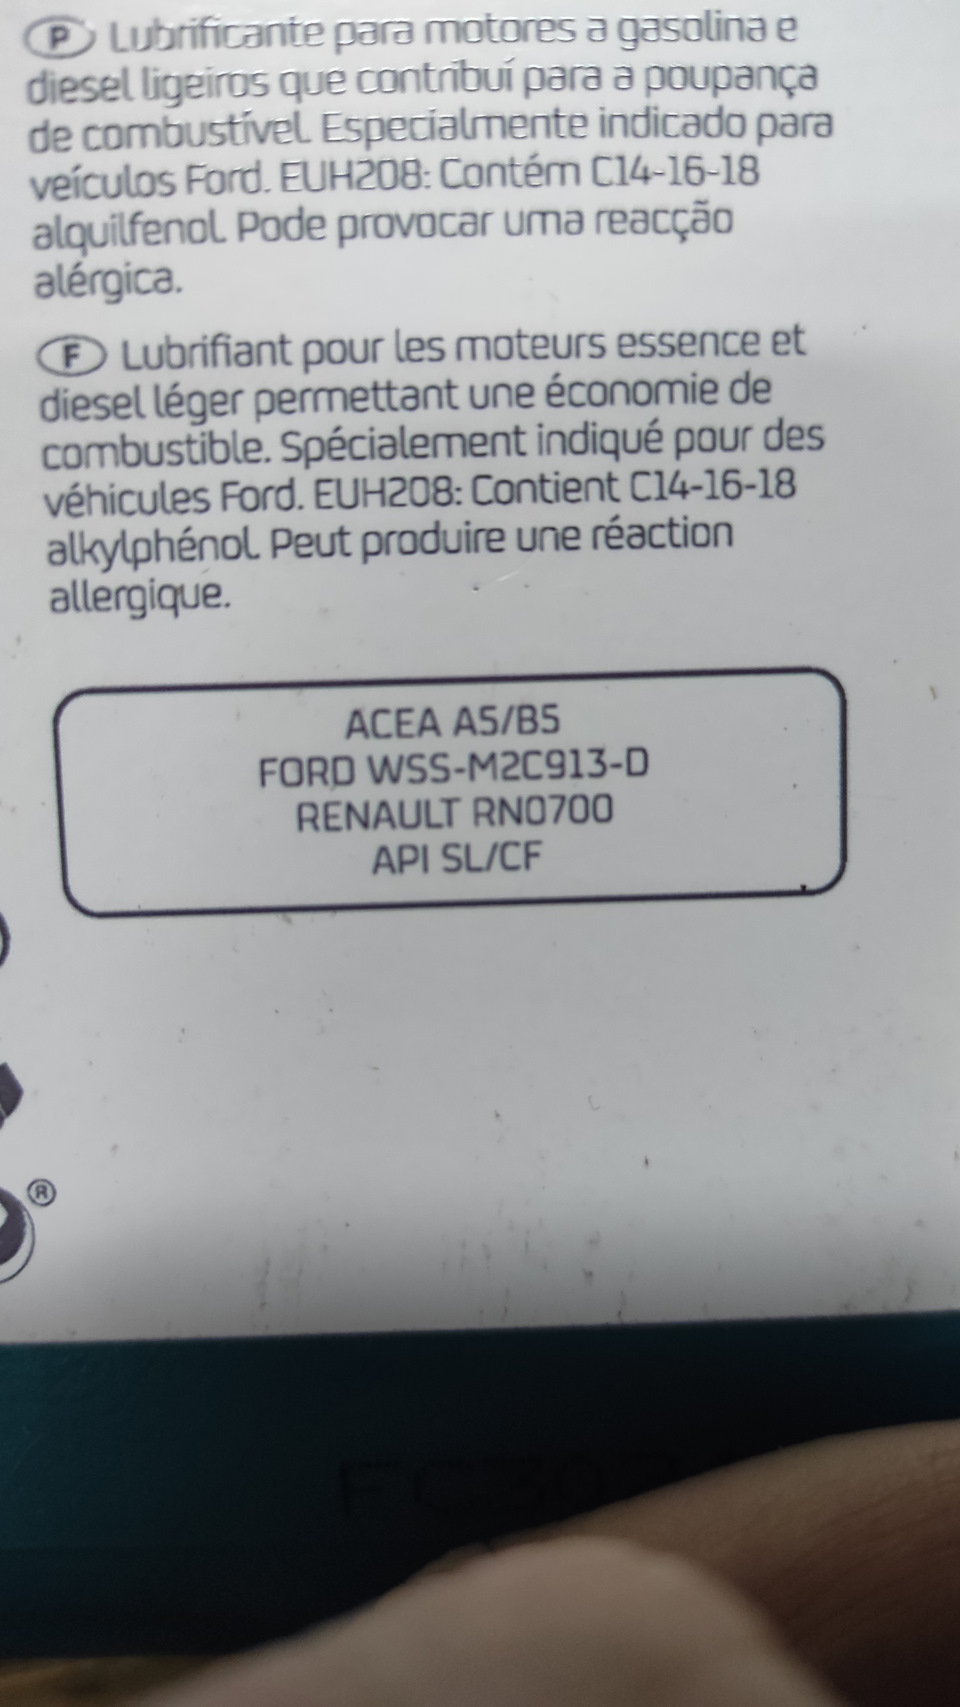 P Lubrificante para motores a gasolina e
diesel ligeiros que contribuí para a poupança
de combustível. Especialmente indicado para
veículos Ford. EUH208: Contém C14-16-18
alquilfenol. Pode provocar uma reacção
alérgica.
F Lubrifiant pour les moteurs essence et
diesel léger permettant une économie de
combustible. Spécialement indiqué pour des
véhicules Ford. EUH208: Contient C14-16-18
alkylphénol. Peut produire une réaction
allergique.
ACEA A5/B5
FORD WSS-M2C913-D
RENAULT RN0700
API SL/CF
®